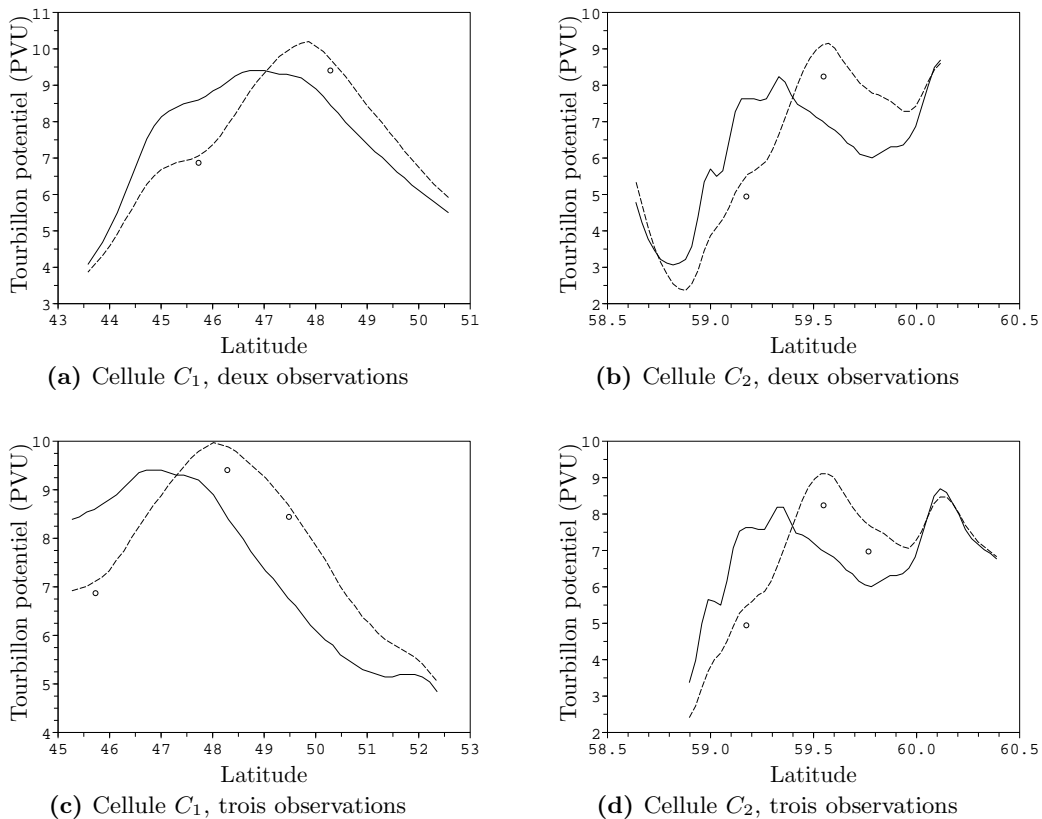 Tourbillon potentiel (PVU)
11
10
9
8
7
6
5
4
3
43 44 45 46 47 48 49 50 51
Latitude
(a) Cellule C₁, deux observations
Tourbillon potentiel (PVU)
10
9
8
7
6
5
4
3
2
58.5 59.0 59.5 60.0 60.5
Latitude
(b) Cellule C₂, deux observations
Tourbillon potentiel (PVU)
10
9
8
7
6
5
4
45 46 47 48 49 50 51 52 53
Latitude
(c) Cellule C₁, trois observations
Tourbillon potentiel (PVU)
10
9
8
7
6
5
4
3
2
58.5 59.0 59.5 60.0 60.5
Latitude
(d) Cellule C₂, trois observations